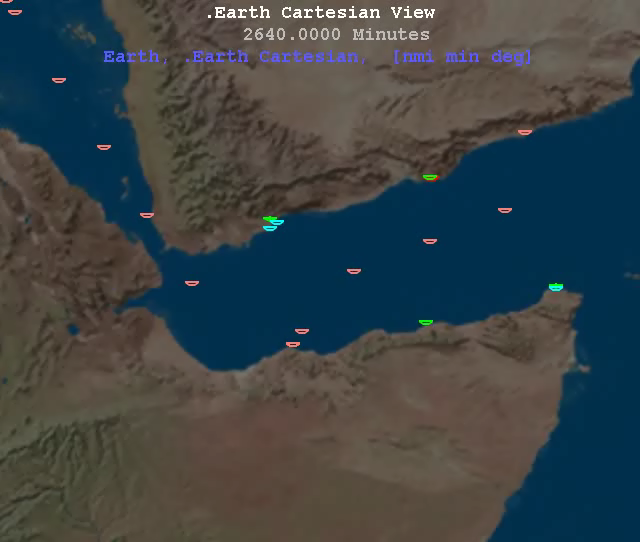 .Earth Cartesian View
2640.0000 Minutes
Earth, .Earth Cartesian,  [nmi min deg]